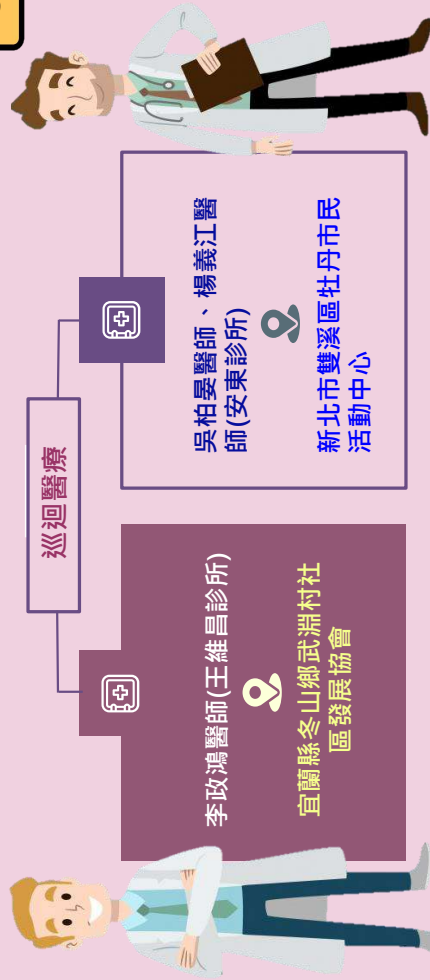 巡迴醫療
李政鴻醫師(王維昌診所)
宜蘭縣冬山鄉武淵村社
區發展協會
吳柏晏醫師、楊義江醫
師(安東診所)
新北市雙溪區牡丹市民
活動中心